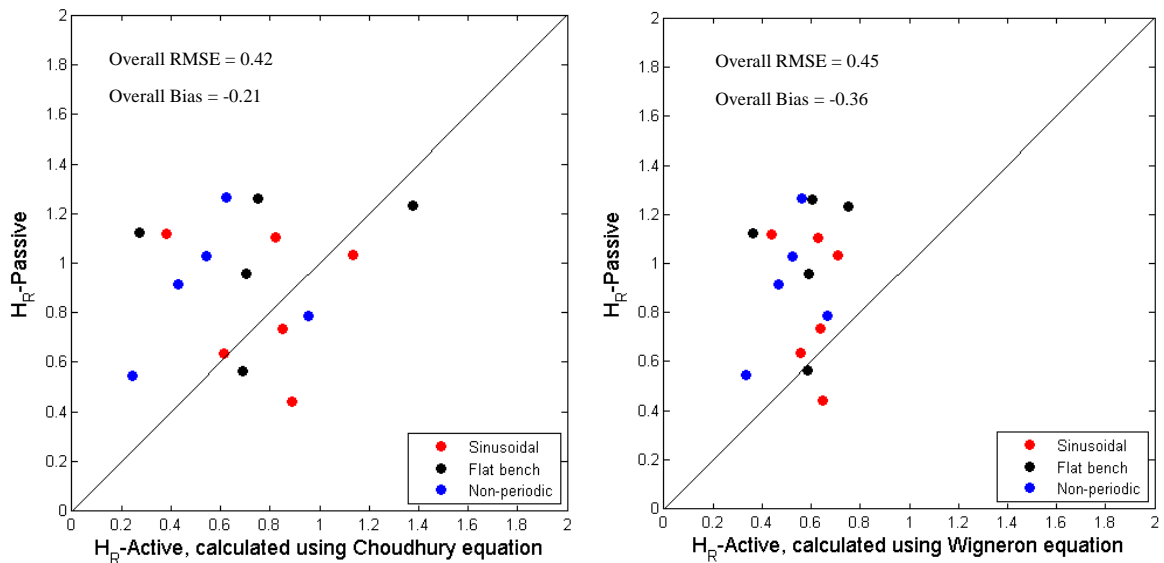 Overall RMSE = 0.42
Overall Bias = -0.21
2
1.8
1.6
1.4
1.2
1
0.8
0.6
0.4
0.2
0
H_R-Passive
Sinusoidal
Flat bench
Non-periodic
0 0.2 0.4 0.6 0.8 1 1.2 1.4 1.6 1.8 2
H_R-Active, calculated using Choudhury equation
Overall RMSE = 0.45
Overall Bias = -0.36
2
1.8
1.6
1.4
1.2
1
0.8
0.6
0.4
0.2
0
H_R-Passive
Sinusoidal
Flat bench
Non-periodic
0 0.2 0.4 0.6 0.8 1 1.2 1.4 1.6 1.8 2
H_R-Active, calculated using Wigneron equation